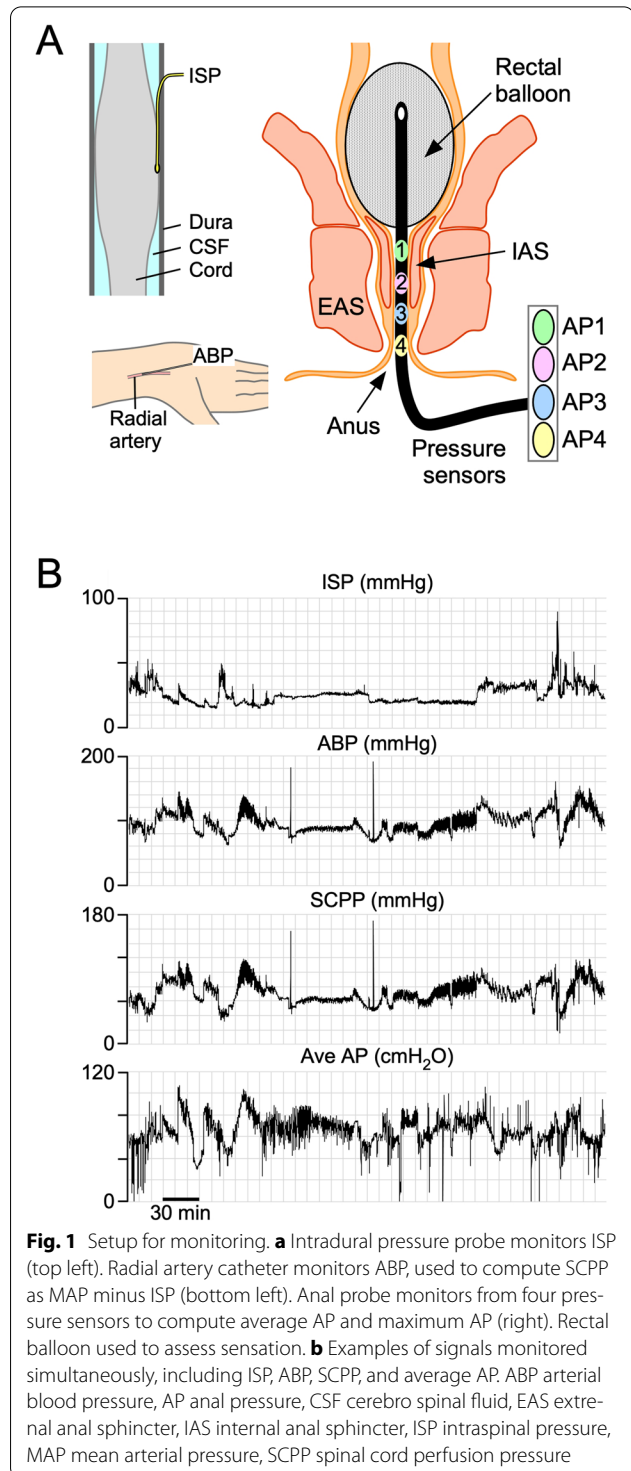 A
ISP
Dura
CSF
Cord
ABP
Radial
artery
Rectal
balloon
IAS
EAS
1
2
3
4
Anus
Pressure
sensors
AP1
AP2
AP3
AP4
B
ISP (mmHg)
100
0
ABP (mmHg)
200
0
SCPP (mmHg)
180
0
Ave AP (cmH₂O)
120
0
30 min
Fig. 1 Setup for monitoring. a Intradural pressure probe monitors ISP
(top left). Radial artery catheter monitors ABP, used to compute SCPP
as MAP minus ISP (bottom left). Anal probe monitors from four pres-
sure sensors to compute average AP and maximum AP (right). Rectal
balloon used to assess sensation. b Examples of signals monitored
simultaneously, including ISP, ABP, SCPP, and average AP. ABP arterial
blood pressure, AP anal pressure, CSF cerebro spinal fluid, EAS extre-
nal anal sphincter, IAS internal anal sphincter, ISP intraspinal pressure,
MAP mean arterial pressure, SCPP spinal cord perfusion pressure